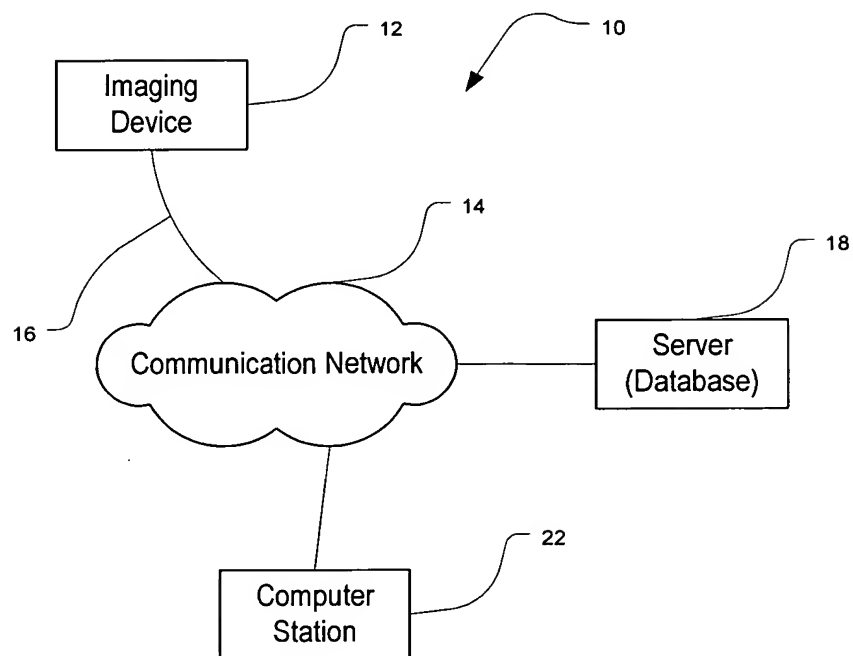 12
10
Imaging
Device
14
18
16
Communication Network
Server
(Database)
22
Computer
Station